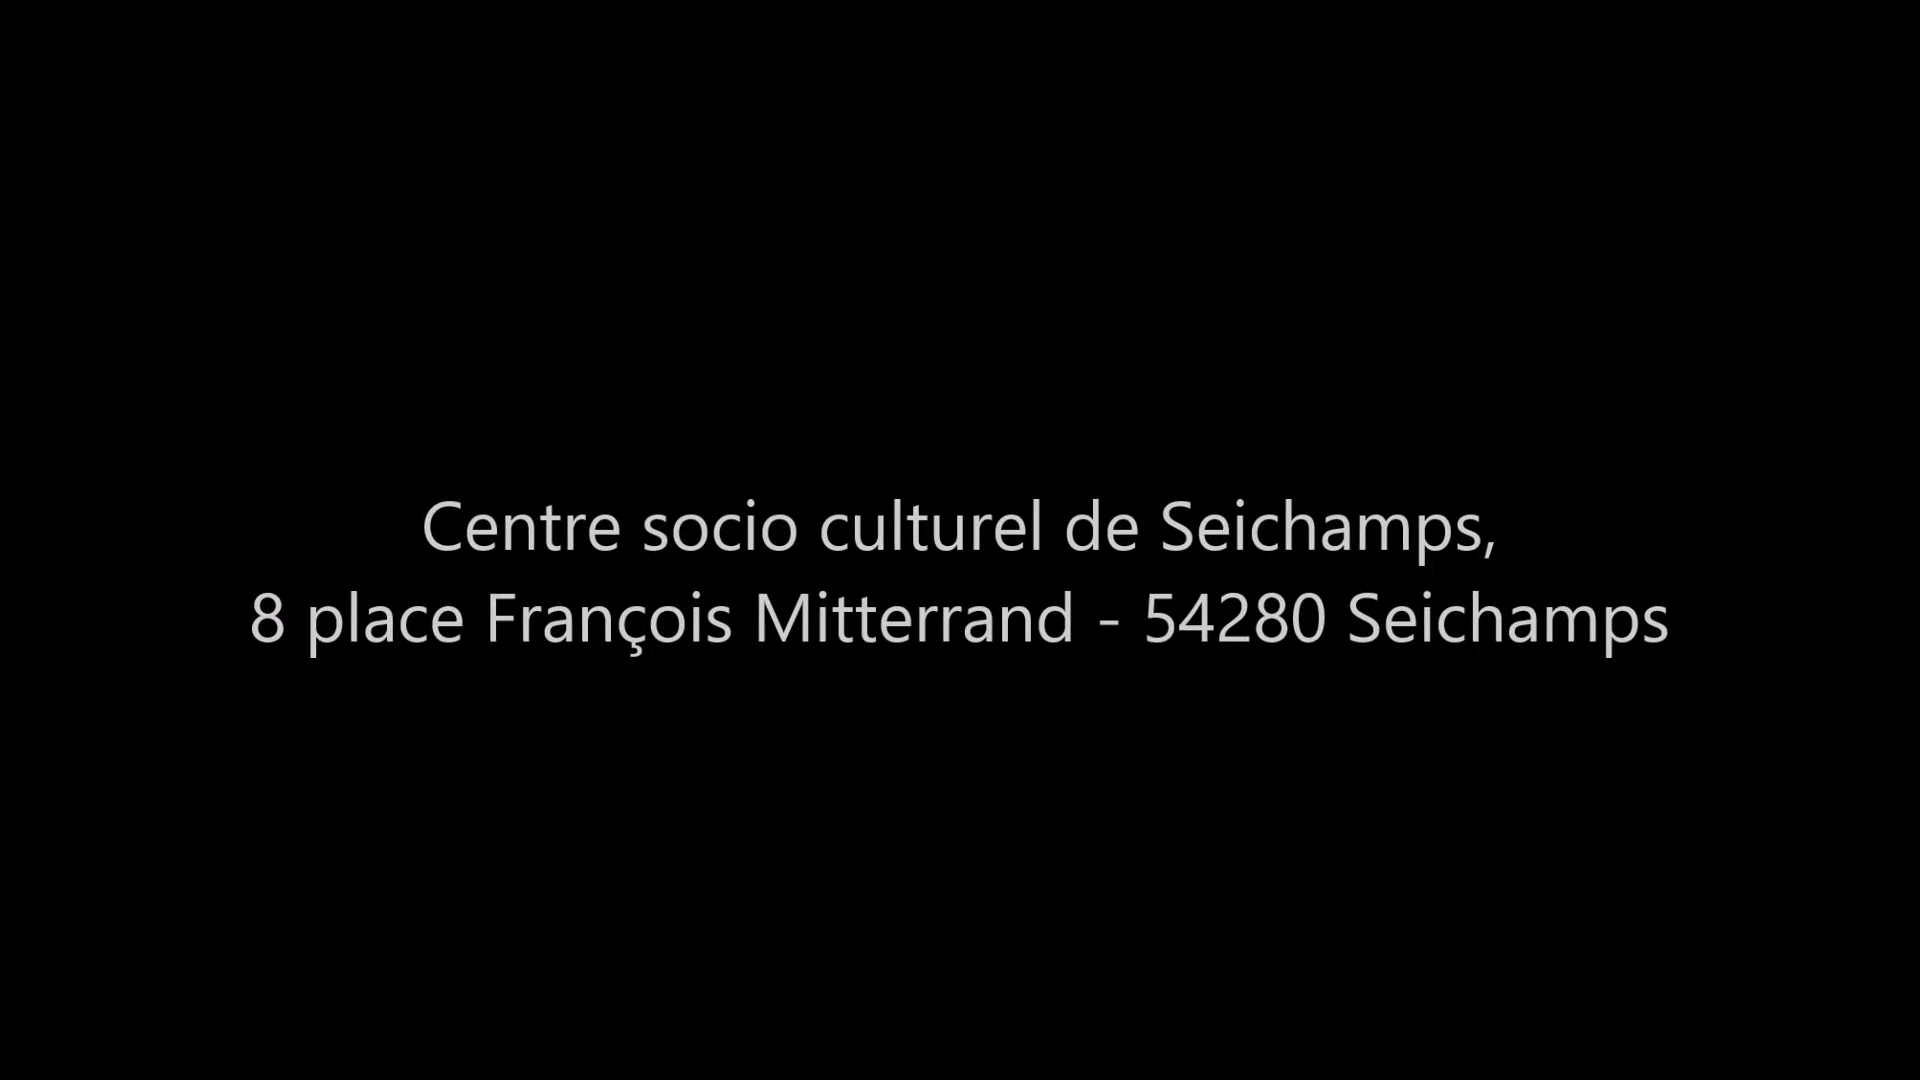 Centre socio culturel de Seichamps,
8 place François Mitterrand - 54280 Seichamps